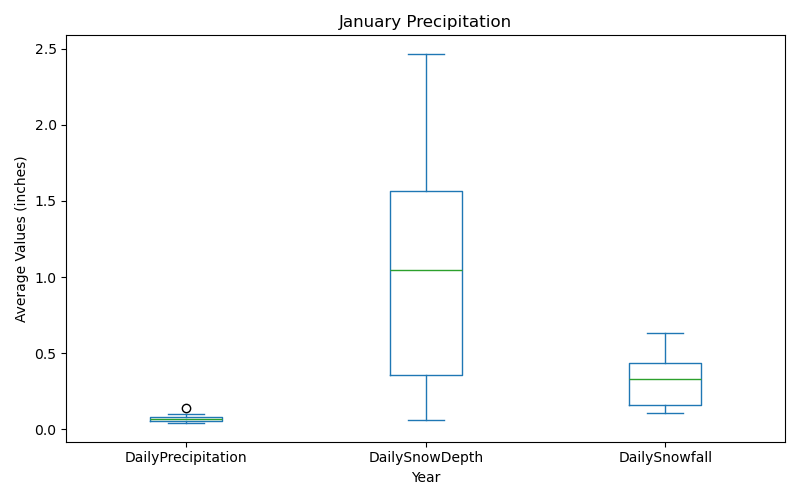 January Precipitation
Average Values (inches)
2.5
2.0
1.5
1.0
0.5
0.0
DailyPrecipitation
DailySnowDepth
DailySnowfall
Year